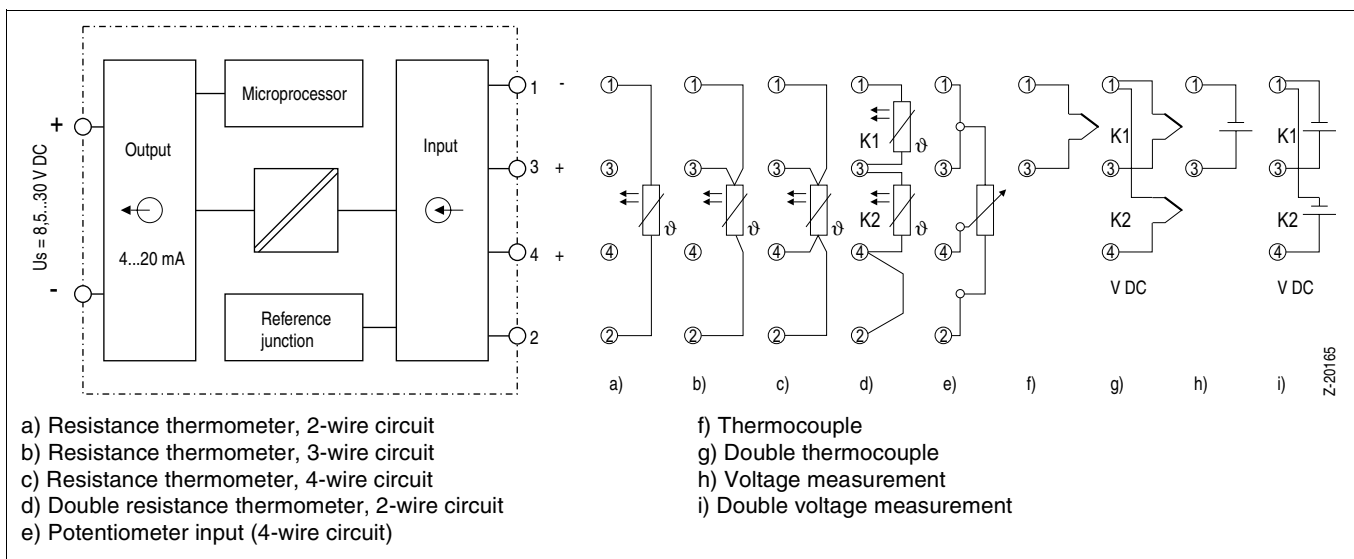 Us = 8,5...30 V DC
+
-
Output
4...20 mA
Microprocessor
Reference
junction
Input
1 -
3 +
4 +
2
1 1 1 1 1 1 1 1 1
K1 K1 K1
3 3 3 3 3 3 3 3 3
ϑ ϑ ϑ ϑ ϑ
K2 K2 K2
4 4 4 4 4 4 4
V DC V DC
2 2 2 2 2
a) b) c) d) e) f) g) h) i)
Z-20165
a) Resistance thermometer, 2-wire circuit
b) Resistance thermometer, 3-wire circuit
c) Resistance thermometer, 4-wire circuit
d) Double resistance thermometer, 2-wire circuit
e) Potentiometer input (4-wire circuit)
f) Thermocouple
g) Double thermocouple
h) Voltage measurement
i) Double voltage measurement